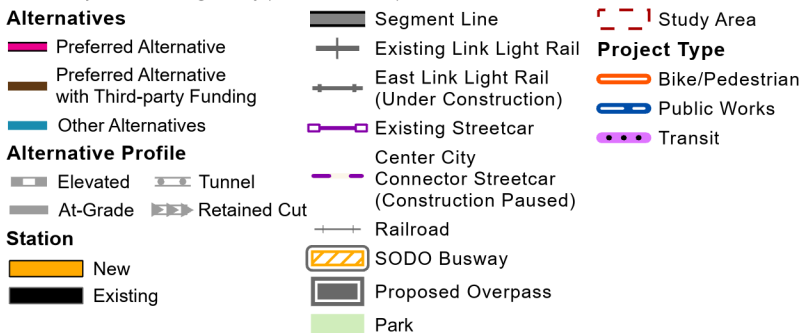 Alternatives
Preferred Alternative
Preferred Alternative
with Third-party Funding
Other Alternatives
Alternative Profile
Elevated
Tunnel
At-Grade
Retained Cut
Station
New
Existing
Segment Line
Existing Link Light Rail
East Link Light Rail
(Under Construction)
Existing Streetcar
Center City
Connector Streetcar
(Construction Paused)
Railroad
SODO Busway
Proposed Overpass
Park
Study Area
Project Type
Bike/Pedestrian
Public Works
Transit